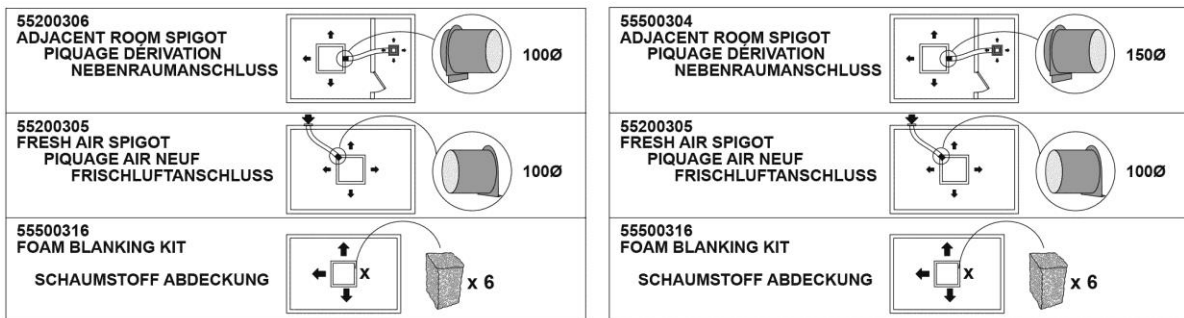 55200306
ADJACENT ROOM SPIGOT
PIQUAGE DÉRIVATION
NEBENRAUMANSCHLUSS
100Ø
55200305
FRESH AIR SPIGOT
PIQUAGE AIR NEUF
FRISCHLUFTANSCHLUSS
100Ø
55500316
FOAM BLANKING KIT
SCHAUMSTOFF ABDECKUNG
X
x 6
55500304
ADJACENT ROOM SPIGOT
PIQUAGE DÉRIVATION
NEBENRAUMANSCHLUSS
150Ø
55200305
FRESH AIR SPIGOT
PIQUAGE AIR NEUF
FRISCHLUFTANSCHLUSS
100Ø
55500316
FOAM BLANKING KIT
SCHAUMSTOFF ABDECKUNG
X
x 6